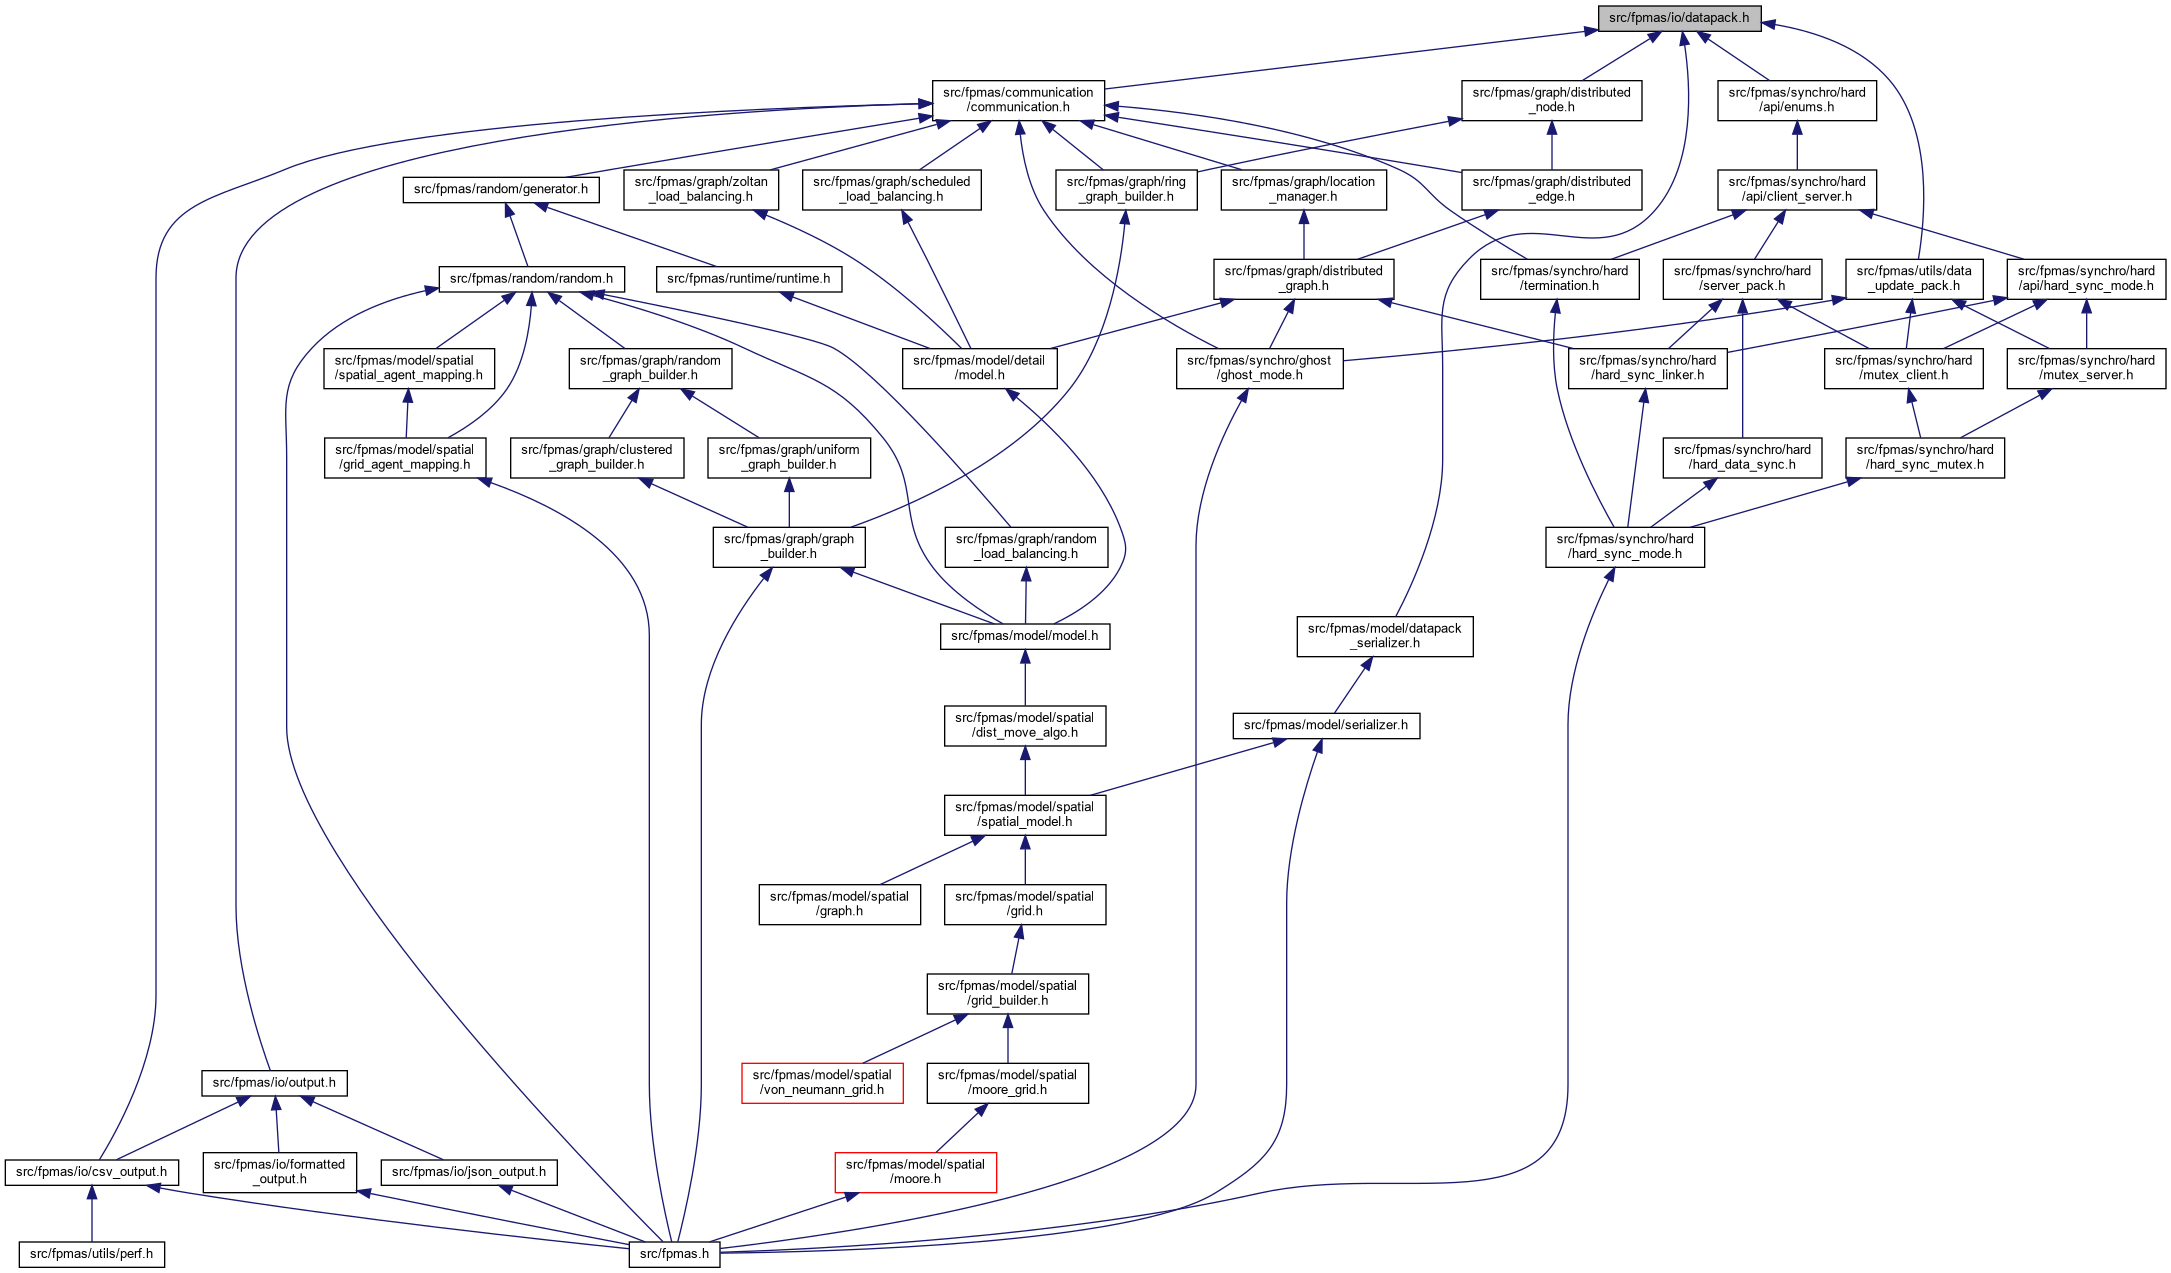 src/fpmas/io/datapack.h
src/fpmas/communication
/communication.h
src/fpmas/graph/distributed
_node.h
src/fpmas/synchro/hard
/api/enums.h
src/fpmas/random/generator.h
src/fpmas/graph/zoltan
_load_balancing.h
src/fpmas/graph/scheduled
_load_balancing.h
src/fpmas/graph/ring
_graph_builder.h
src/fpmas/graph/location
_manager.h
src/fpmas/graph/distributed
_edge.h
src/fpmas/synchro/hard
/api/client_server.h
src/fpmas/random/random.h
src/fpmas/runtime/runtime.h
src/fpmas/graph/distributed
_graph.h
src/fpmas/synchro/hard
/termination.h
src/fpmas/synchro/hard
/server_pack.h
src/fpmas/utils/data
_update_pack.h
src/fpmas/synchro/hard
/api/hard_sync_mode.h
src/fpmas/model/spatial
/spatial_agent_mapping.h
src/fpmas/graph/random
_graph_builder.h
src/fpmas/model/detail
/model.h
src/fpmas/synchro/ghost
/ghost_mode.h
src/fpmas/synchro/hard
/hard_sync_linker.h
src/fpmas/synchro/hard
/mutex_client.h
src/fpmas/synchro/hard
/mutex_server.h
src/fpmas/model/spatial
/grid_agent_mapping.h
src/fpmas/graph/clustered
_graph_builder.h
src/fpmas/graph/uniform
_graph_builder.h
src/fpmas/synchro/hard
/hard_data_sync.h
src/fpmas/synchro/hard
/hard_sync_mutex.h
src/fpmas/graph/graph
_builder.h
src/fpmas/graph/random
_load_balancing.h
src/fpmas/synchro/hard
/hard_sync_mode.h
src/fpmas/model/model.h
src/fpmas/model/datapack
_serializer.h
src/fpmas/model/spatial
/dist_move_algo.h
src/fpmas/model/serializer.h
src/fpmas/model/spatial
/spatial_model.h
src/fpmas/model/spatial
/graph.h
src/fpmas/model/spatial
/grid.h
src/fpmas/model/spatial
/grid_builder.h
src/fpmas/io/output.h
src/fpmas/model/spatial
/von_neumann_grid.h
src/fpmas/model/spatial
/moore_grid.h
src/fpmas/io/csv_output.h
src/fpmas/io/formatted
_output.h
src/fpmas/io/json_output.h
src/fpmas/model/spatial
/moore.h
src/fpmas/utils/perf.h
src/fpmas.h